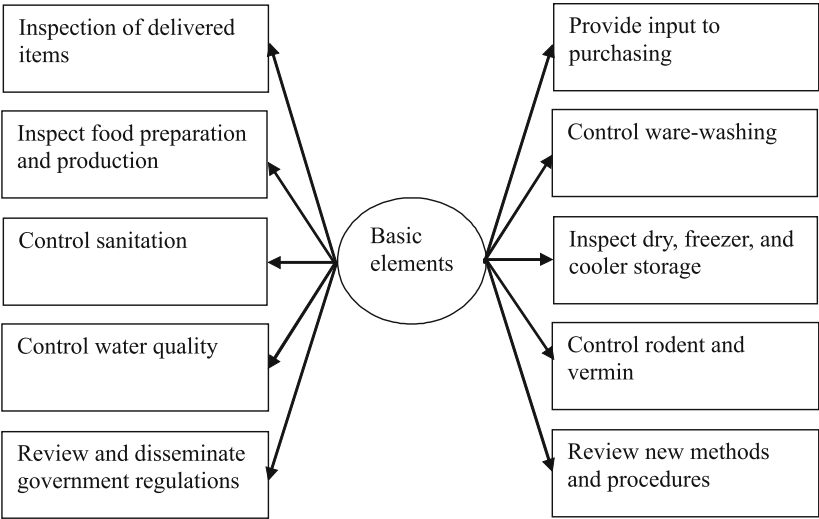 Inspection of delivered
items
Inspect food preparation
and production
Control sanitation
Control water quality
Review and disseminate
government regulations
Basic
elements
Provide input to
purchasing
Control ware-washing
Inspect dry, freezer, and
cooler storage
Control rodent and
vermin
Review new methods
and procedures